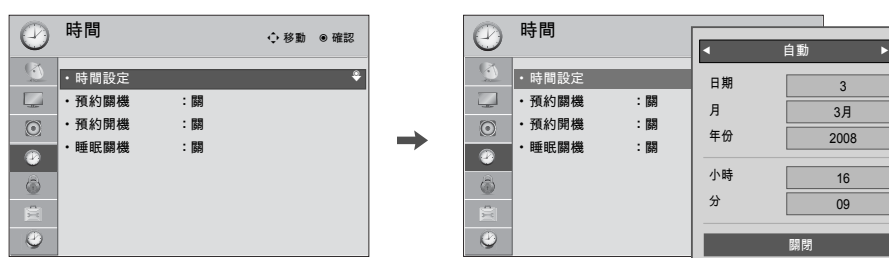 時間
移動 確認
・時間設定
・預約關機 ：關
・預約開機 ：關
・睡眠關機 ：關
時間
・時間設定
・預約關機 ：關
・預約開機 ：關
・睡眠關機 ：關
自動
日期 3
月 3月
年份 2008
小時 16
分 09
關閉